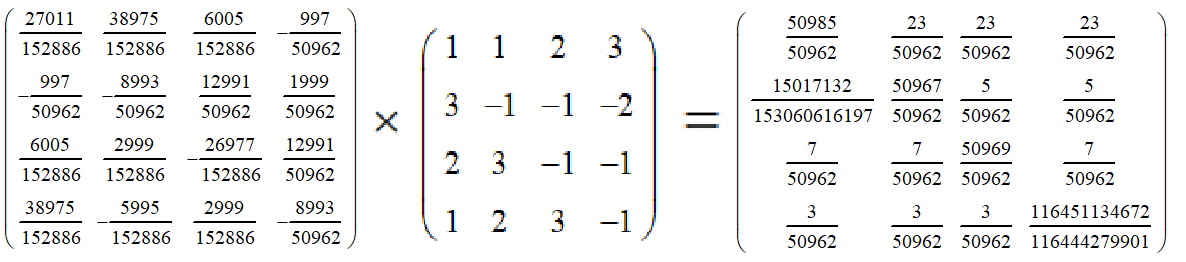 27011 38975 6005 −997
152886 152886 152886 50962
−997 −8993 12991 1999
50962 50962 50962 50962
6005 2999 −26977 12991
152886 152886 152886 50962
38975 −5995 2999 −8993
152886 152886 152886 50962
×
1 1 2 3
3 −1 −1 −2
2 3 −1 −1
1 2 3 −1
=
50985 23 23 23
50962 50962 50962 50962
15017132 50967 5 5
153060616197 50962 50962 50962
7 7 50969 7
50962 50962 50962 50962
3 3 3 116451134672
50962 50962 50962 116444279901